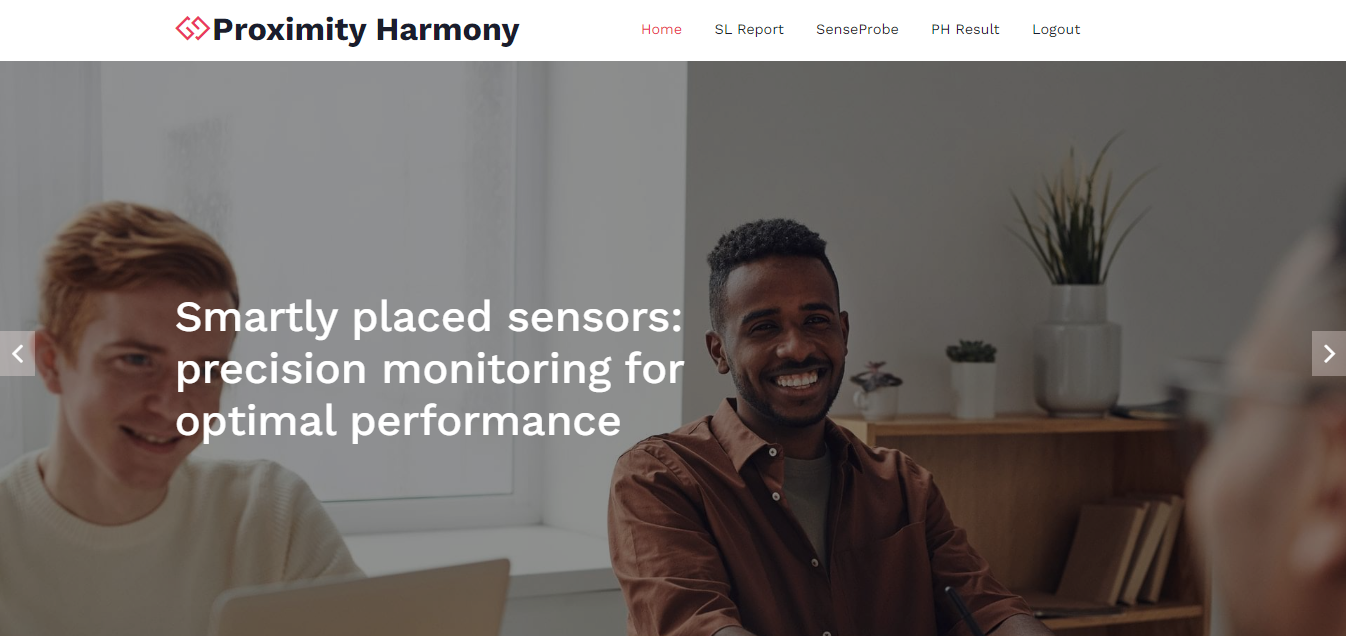 Proximity Harmony
Home SL Report SenseProbe PH Result Logout
Smartly placed sensors:
precision monitoring for
optimal performance